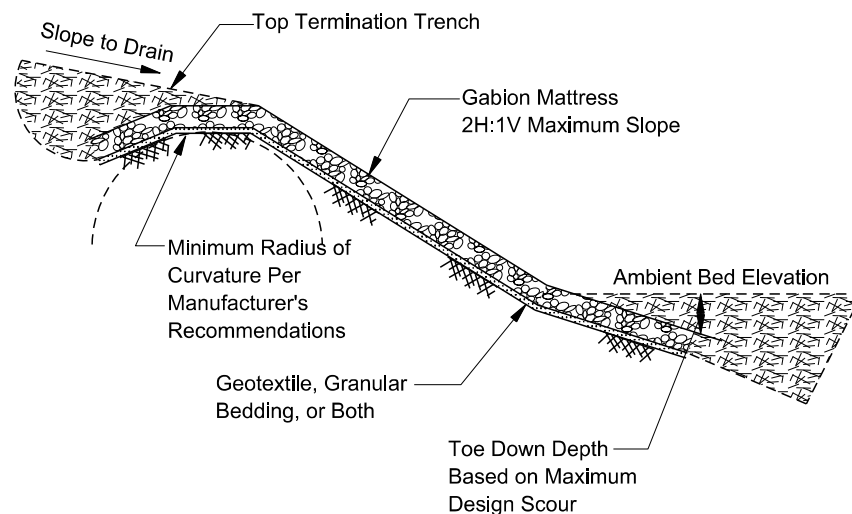 Top Termination Trench
Slope to Drain
Gabion Mattress
2H:1V Maximum Slope
Minimum Radius of
Curvature Per
Manufacturer's
Recommendations
Ambient Bed Elevation
Geotextile, Granular
Bedding, or Both
Toe Down Depth
Based on Maximum
Design Scour